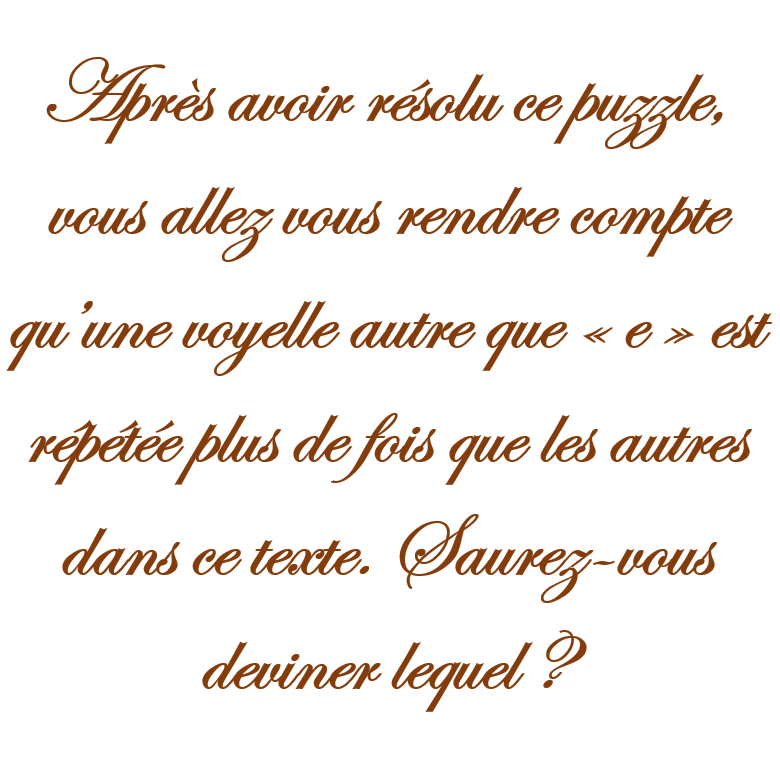 Après avoir résolu ce puzzle,
vous allez vous rendre compte
qu'une voyelle autre que « e » est
répétée plus de fois que les autres
dans ce texte. Saurez-vous
deviner lequel ?